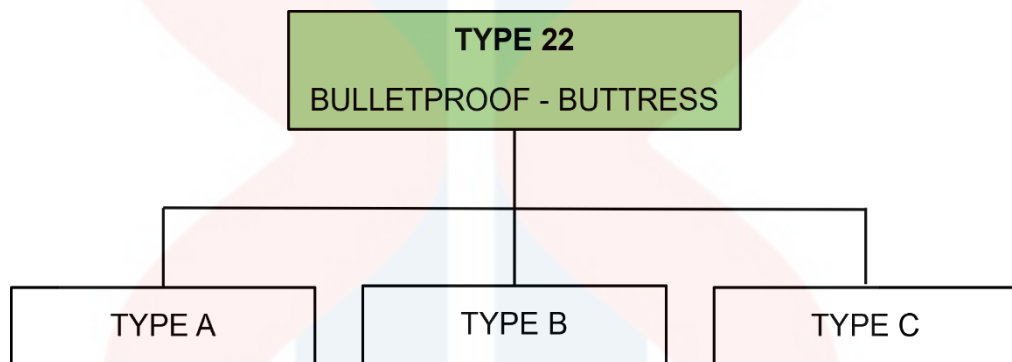 TYPE 22
BULLETPROOF - BUTTRESS
TYPE A
TYPE B
TYPE C